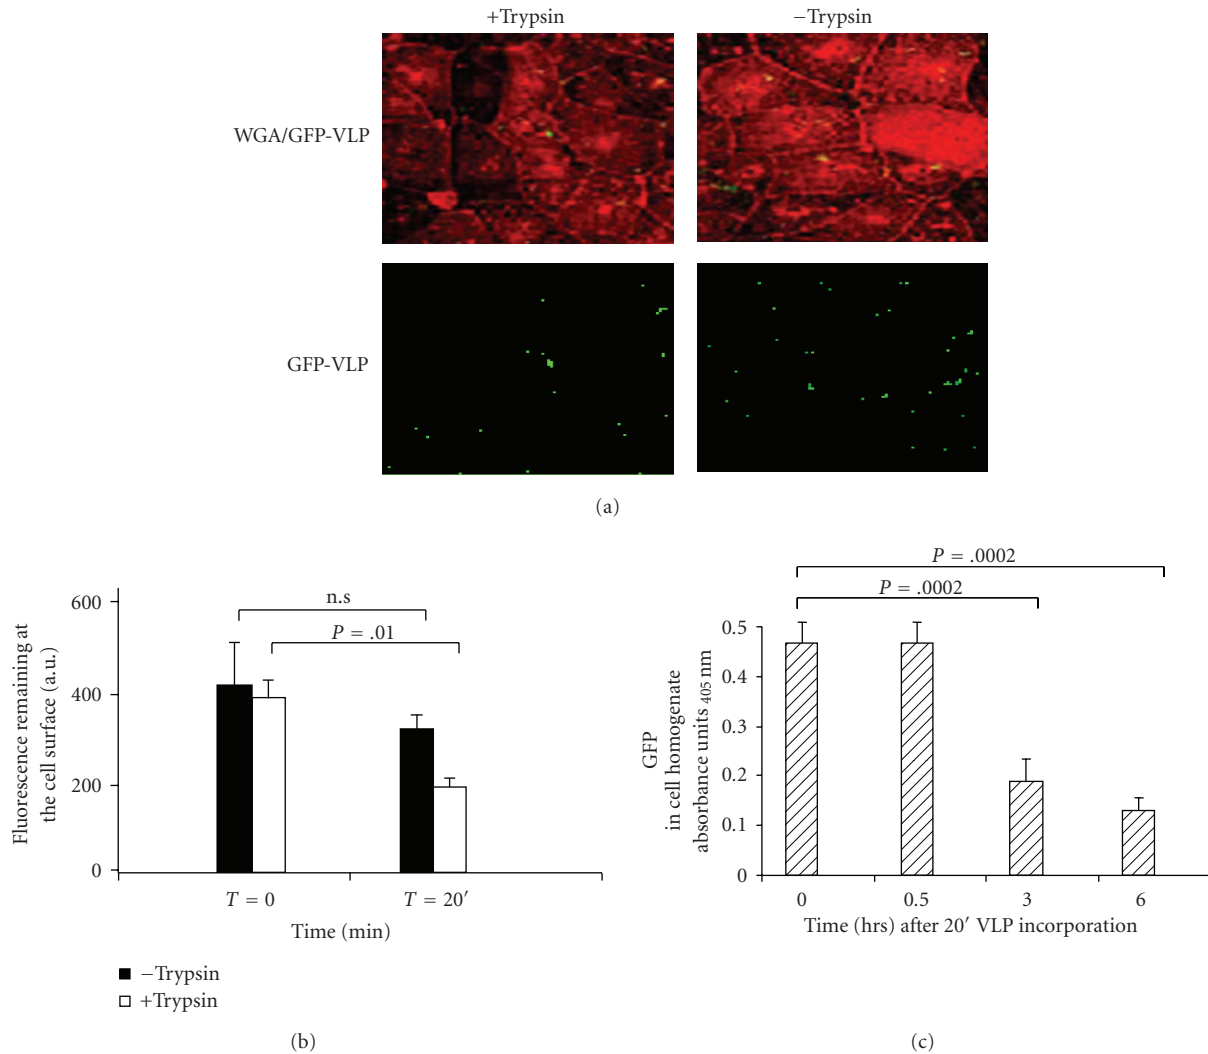 +Trypsin
−Trypsin
WGA/GFP-VLP
GFP-VLP
(a)
Fluorescence remaining at
the cell surface (a.u.)
600
400
200
0
n.s
P = .01
T = 0
T = 20′
Time (min)
−Trypsin
+Trypsin
(b)
GFP
in cell homogenate
absorbance units 405 nm
P = .0002
P = .0002
0.5
0.4
0.3
0.2
0.1
0
0
0.5
3
6
Time (hrs) after 20′ VLP incorporation
(c)